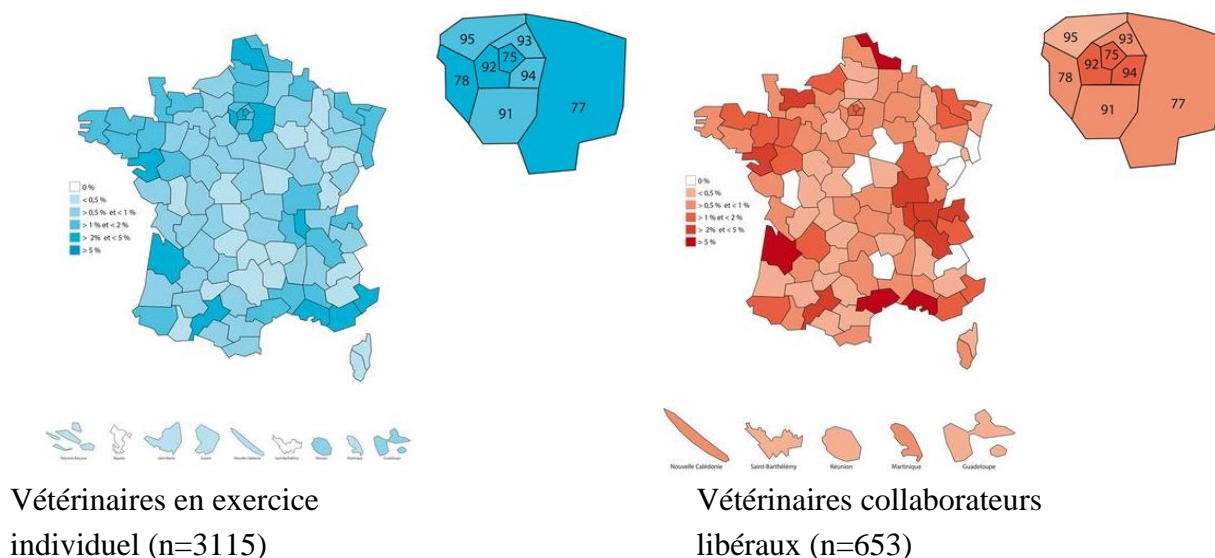 95
93
92
75
78
94
91
77
0 %
< 0,5 %
> 0,5 % et < 1 %
> 1 % et < 2 %
> 2% et < 5 %
> 5 %
95
93
92
75
78
94
91
77
0 %
< 0,5 %
> 0,5 % et < 1 %
> 1 % et < 2 %
> 2% et < 5 %
> 5 %
Nouvelle Calédonie
Saint-Barthélémy
Réunion
Martinique
Guadeloupe
Vétérinaires en exercice
individuel (n=3115)
Vétérinaires collaborateurs
libéraux (n=653)